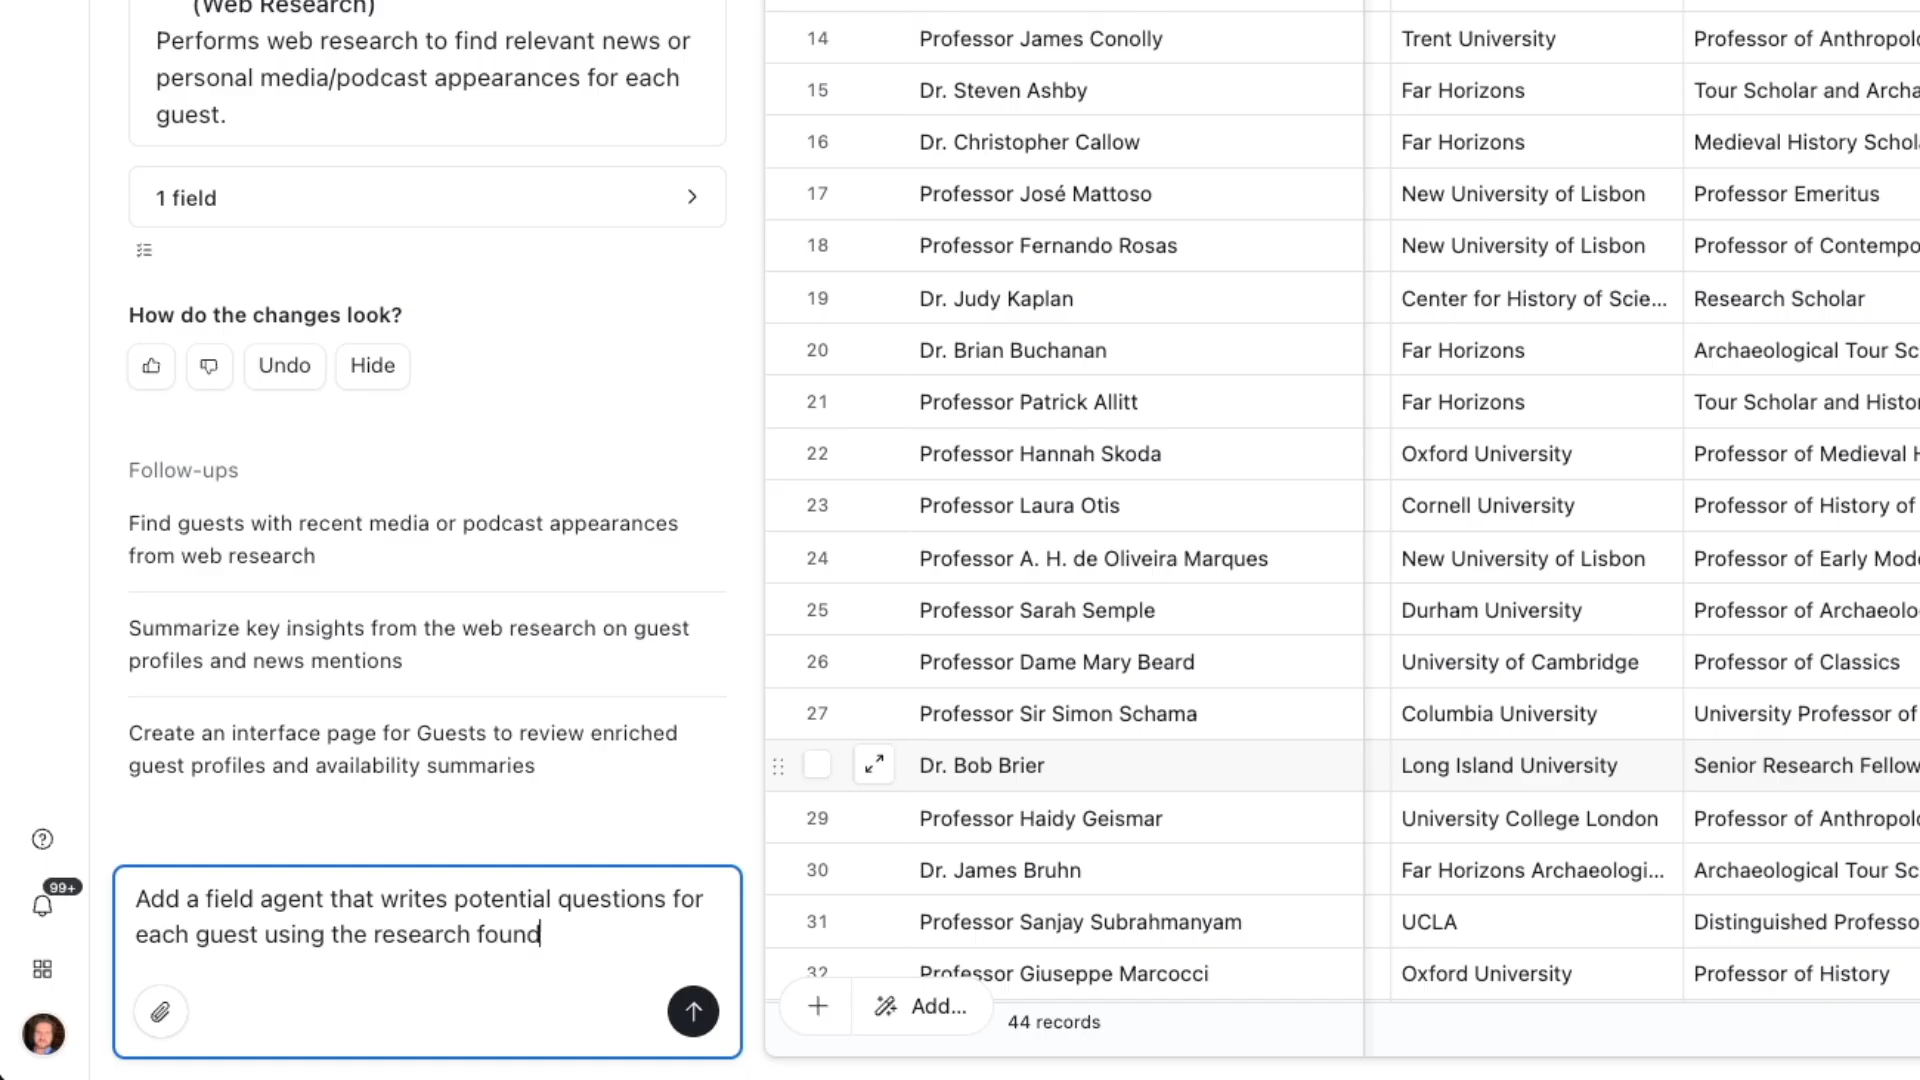 (Web Research)
Performs web research to find relevant news or
personal media/podcast appearances for each
guest.
1 field
How do the changes look?
Undo
Hide
Follow-ups
Find guests with recent media or podcast appearances
from web research
Summarize key insights from the web research on guest
profiles and news mentions
Create an interface page for Guests to review enriched
guest profiles and availability summaries
99+
Add a field agent that writes potential questions for
each guest using the research found
14 Professor James Conolly Trent University Professor of Anthropolo
15 Dr. Steven Ashby Far Horizons Tour Scholar and Archa
16 Dr. Christopher Callow Far Horizons Medieval History Schol
17 Professor José Mattoso New University of Lisbon Professor Emeritus
18 Professor Fernando Rosas New University of Lisbon Professor of Contempo
19 Dr. Judy Kaplan Center for History of Scie... Research Scholar
20 Dr. Brian Buchanan Far Horizons Archaeological Tour Sc
21 Professor Patrick Allitt Far Horizons Tour Scholar and Histo
22 Professor Hannah Skoda Oxford University Professor of Medieval H
23 Professor Laura Otis Cornell University Professor of History of
24 Professor A. H. de Oliveira Marques New University of Lisbon Professor of Early Mod
25 Professor Sarah Semple Durham University Professor of Archaeolo
26 Professor Dame Mary Beard University of Cambridge Professor of Classics
27 Professor Sir Simon Schama Columbia University University Professor of
Dr. Bob Brier Long Island University Senior Research Fellow
29 Professor Haidy Geismar University College London Professor of Anthropolo
30 Dr. James Bruhn Far Horizons Archaeologi... Archaeological Tour Sc
31 Professor Sanjay Subrahmanyam UCLA Distinguished Professo
32 Professor Giuseppe Marcocci Oxford University Professor of History
Add...
44 records